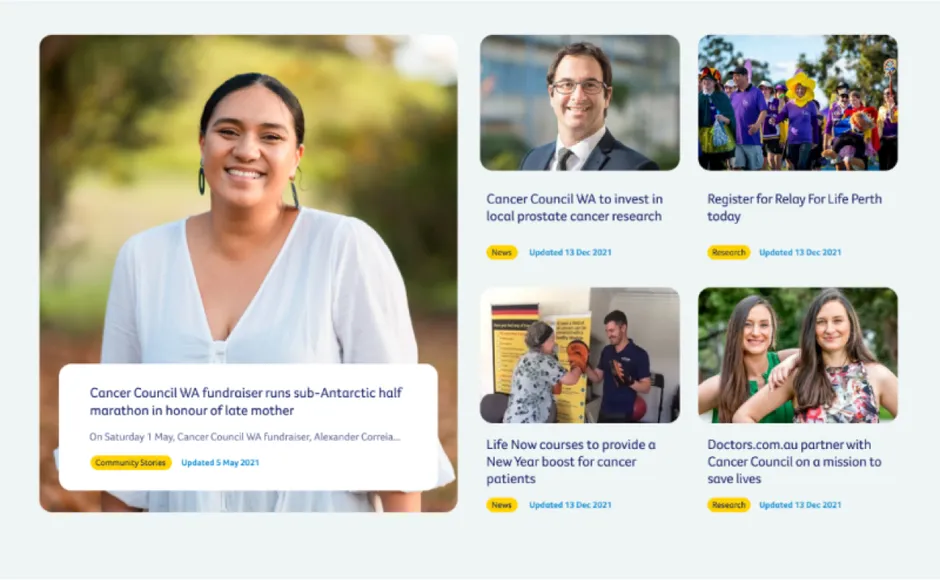 Cancer Council WA fundraiser runs sub-Antarctic half
marathon in honour of late mother
On Saturday 1 May, Cancer Council WA fundraiser, Alexander Correia...
Community Stories Updated 5 May 2021
Cancer Council WA to invest in
local prostate cancer research
News Updated 13 Dec 2021
Register for Relay For Life Perth
today
Research Updated 13 Dec 2021
Life Now courses to provide a
New Year boost for cancer
patients
News Updated 13 Dec 2021
Doctors.com.au partner with
Cancer Council on a mission to
save lives
Research Updated 13 Dec 2021